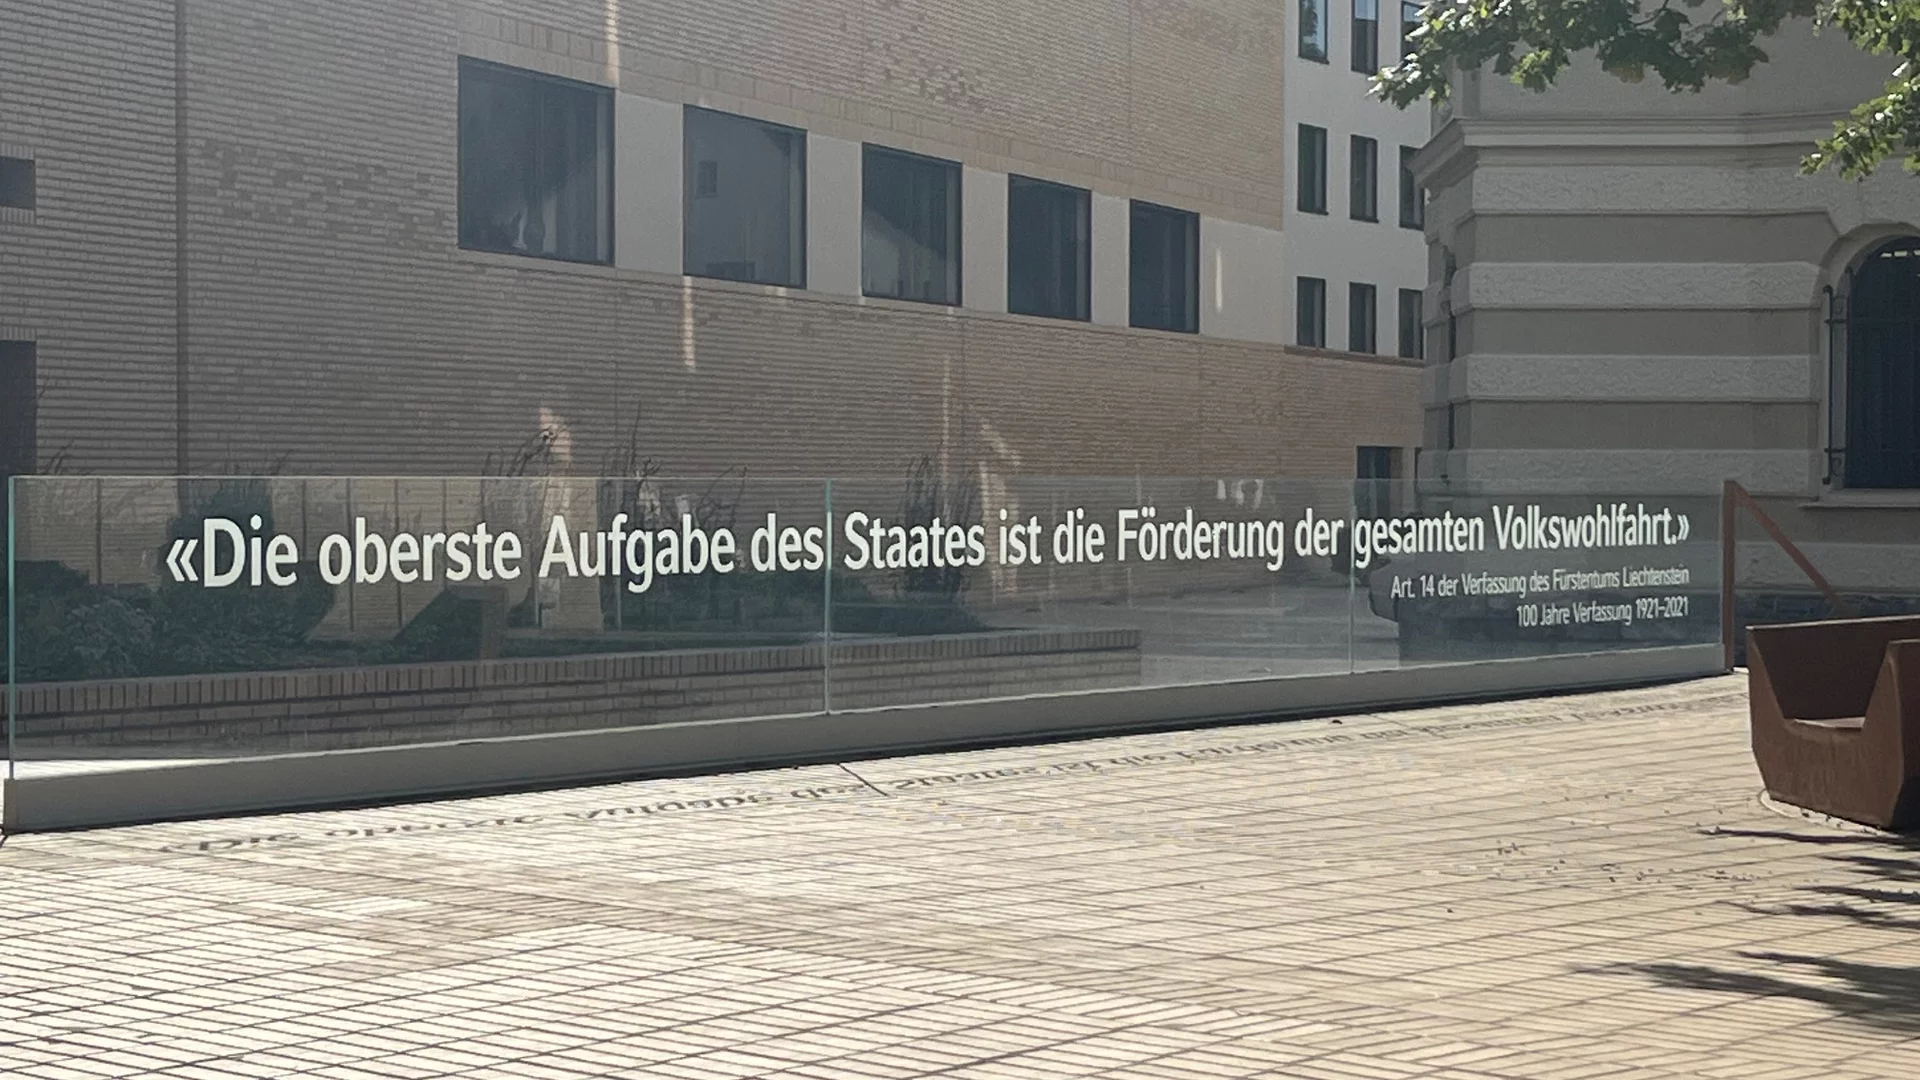 «Die oberste Aufgabe des Staates ist die Förderung der gesamten Volkswohlfahrt.»
Art. 14 der Verfassung des Fürstentums Liechtenstein
100 Jahre Verfassung 1921–2021